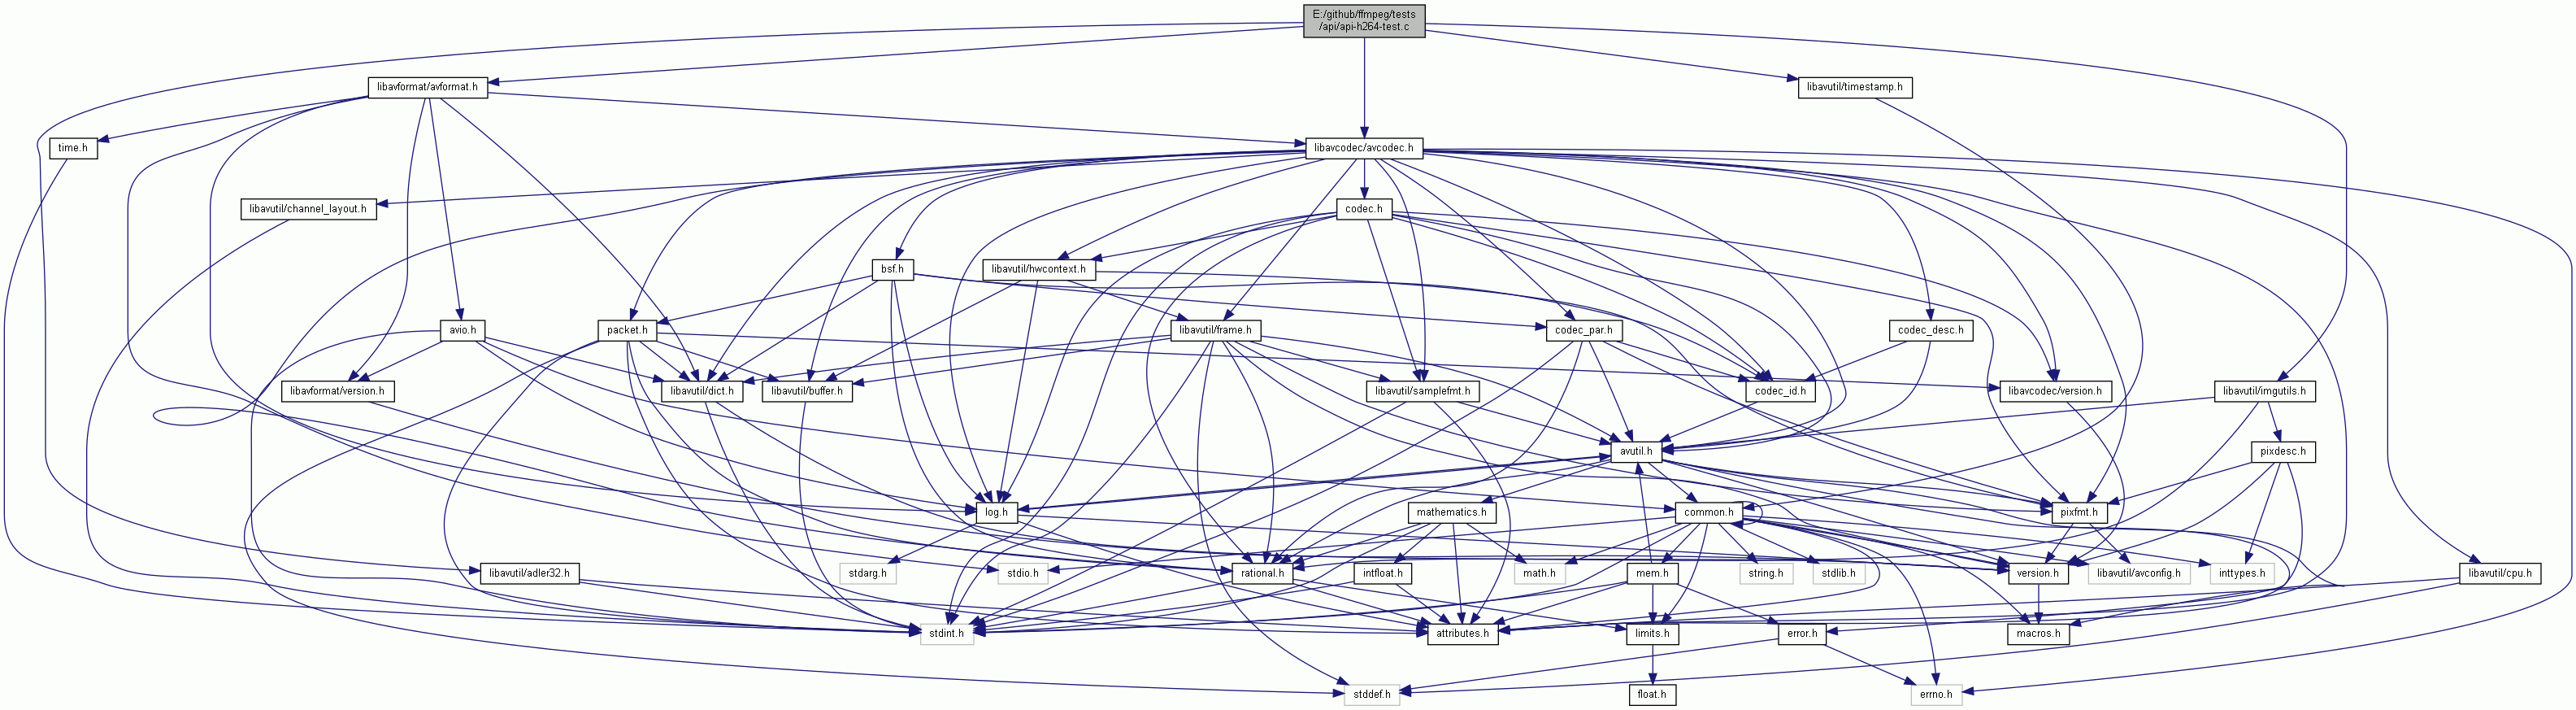 E:/github/ffmpeg/tests
/api/api-h264-test.c
libavformat/avformat.h
libavutil/timestamp.h
time.h
libavcodec/avcodec.h
libavutil/channel_layout.h
codec.h
bsf.h
libavutil/hwcontext.h
avio.h
packet.h
libavutil/frame.h
codec_par.h
codec_desc.h
libavformat/version.h
libavutil/dict.h
libavutil/buffer.h
libavutil/samplefmt.h
codec_id.h
libavcodec/version.h
libavutil/imgutils.h
avutil.h
pixdesc.h
log.h
mathematics.h
common.h
pixfmt.h
libavutil/adler32.h
stdarg.h
stdio.h
rational.h
intfloat.h
math.h
mem.h
string.h
stdlib.h
version.h
libavutil/avconfig.h
inttypes.h
libavutil/cpu.h
stdint.h
attributes.h
limits.h
error.h
macros.h
stddef.h
float.h
errno.h